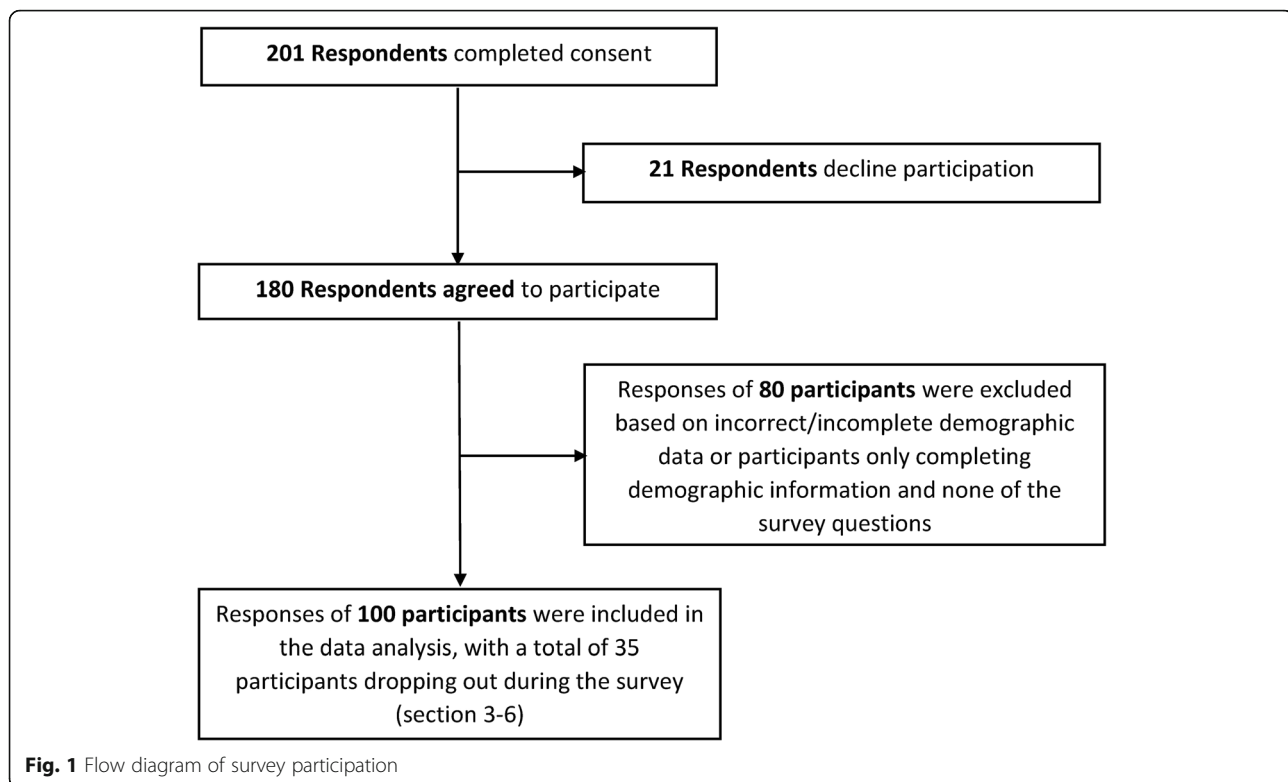 201 Respondents completed consent
21 Respondents decline participation
180 Respondents agreed to participate
Responses of 80 participants were excluded
based on incorrect/incomplete demographic
data or participants only completing
demographic information and none of the
survey questions
Responses of 100 participants were included in
the data analysis, with a total of 35
participants dropping out during the survey
(section 3-6)
Fig. 1 Flow diagram of survey participation